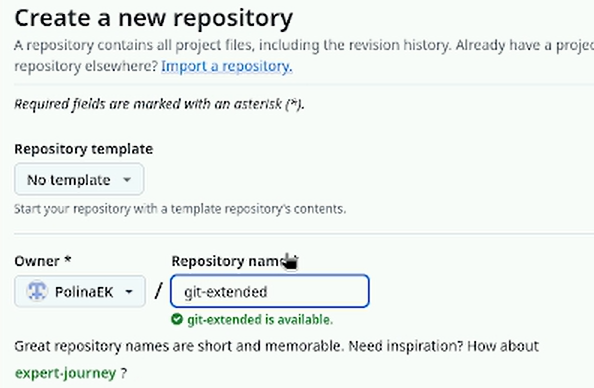 Create a new repository
A repository contains all project files, including the revision history. Already have a projec
repository elsewhere? Import a repository.
Required fields are marked with an asterisk (*).
Repository template
No template
Start your repository with a template repository's contents.
Owner * Repository name
PolinaEK / git-extended
git-extended is available.
Great repository names are short and memorable. Need inspiration? How about
expert-journey ?